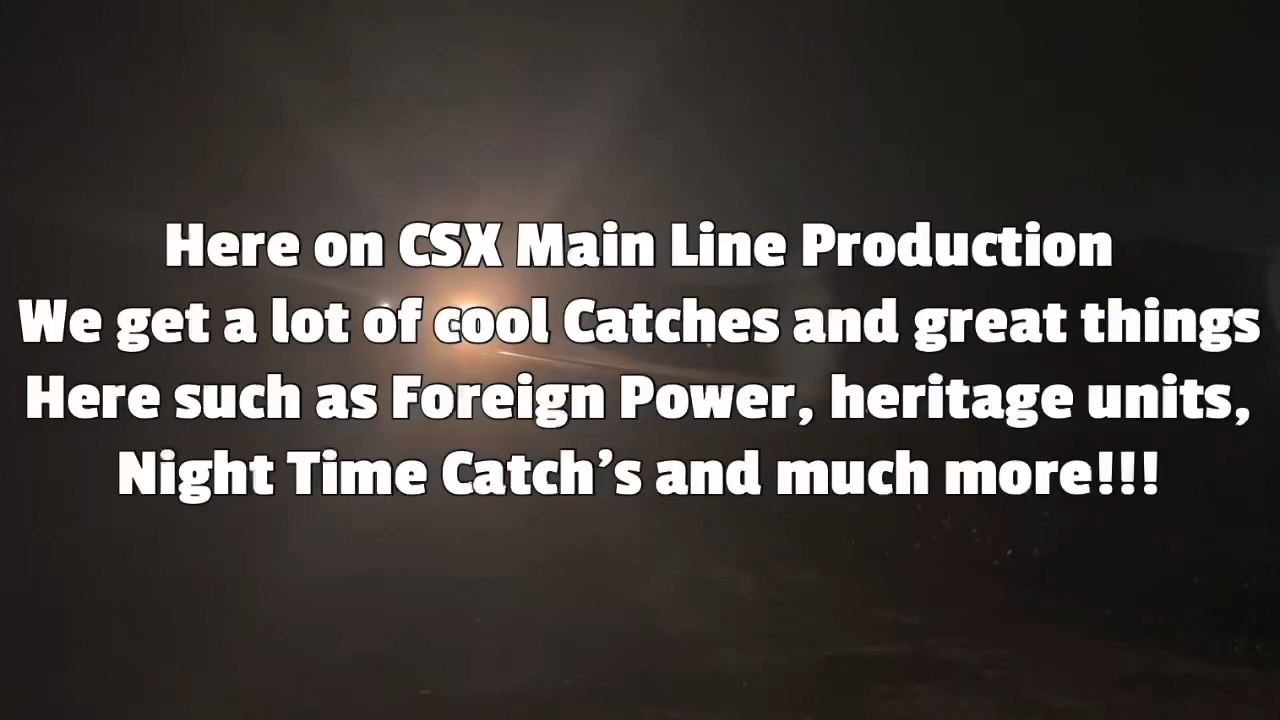 Here on CSX Main Line Production
We get a lot of cool Catches and great things
Here such as Foreign Power, heritage units,
Night Time Catch’s and much more!!!